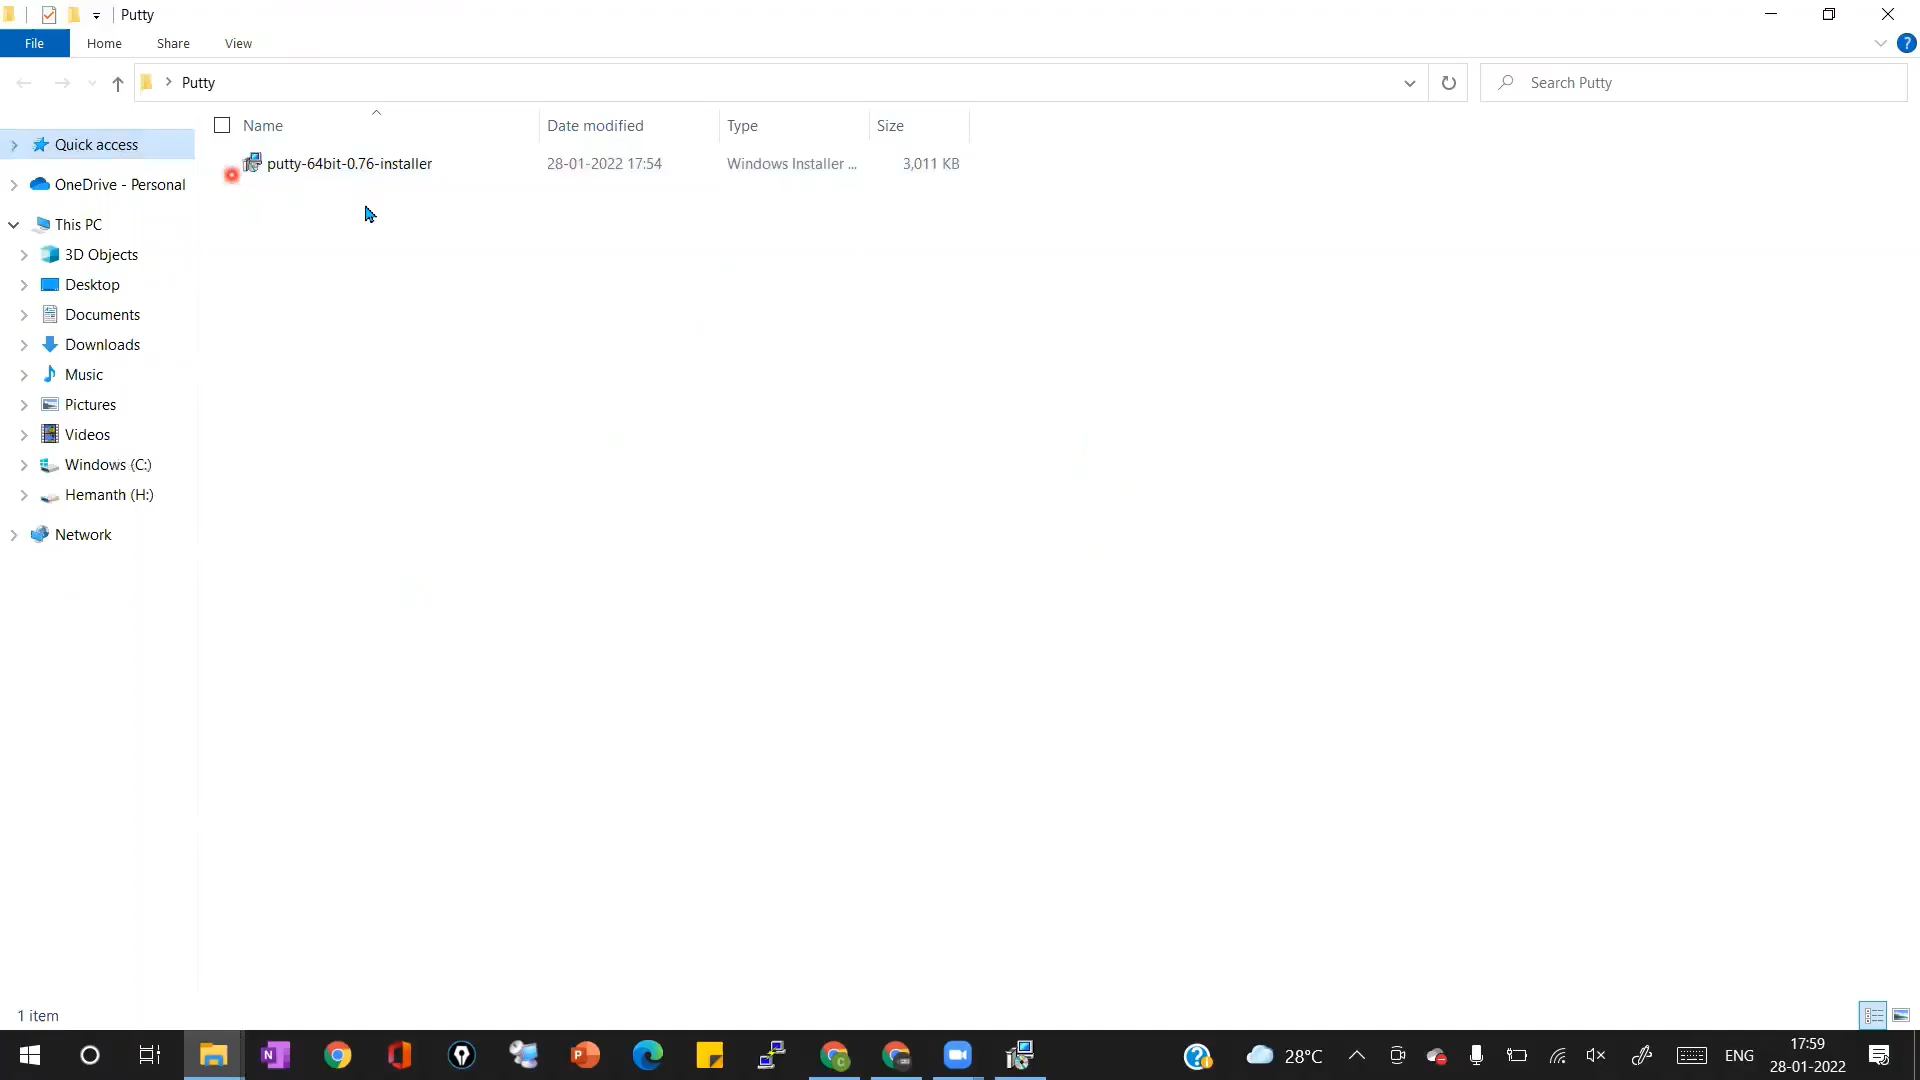 Putty
File Home Share View
Putty
Search Putty
Name Date modified Type Size
putty-64bit-0.76-installer 28-01-2022 17:54 Windows Installer ... 3,011 KB
Quick access
OneDrive - Personal
This PC
3D Objects
Desktop
Documents
Downloads
Music
Pictures
Videos
Windows (C:)
Hemanth (H:)
Network
1 item
28°C
ENG
17:59
28-01-2022